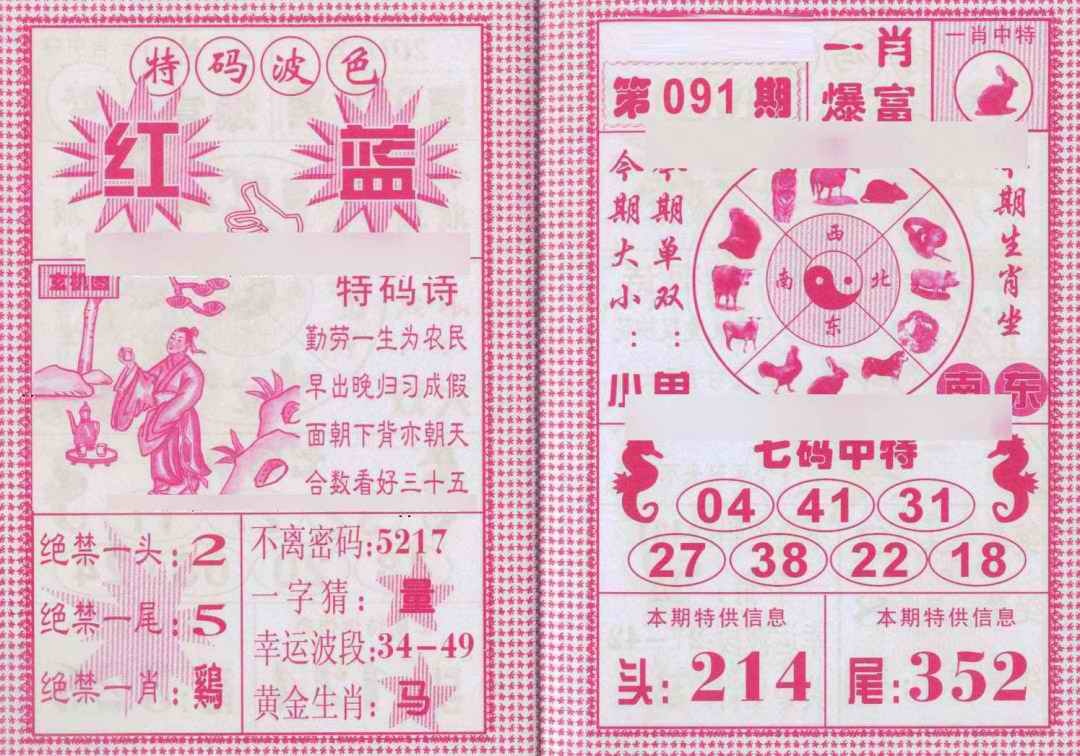 特码波色
红 蓝
玄机图
特码诗
勤劳一生为农民
早出晚归习成假
面朝下背亦朝天
合数看好三十五
绝禁一头:2
绝禁一尾:5
绝禁一肖:鷄
不离密码:5217
一字猜:量
幸运波段:34-49
黄金生肖:马
第091期
一肖
爆富
一肖中特
今期大小:小
期单双:
期生肖坐
南东
西
南 北
东
七码中特
04 41 31
27 38 22 18
本期特供信息
头:214
本期特供信息
尾:352